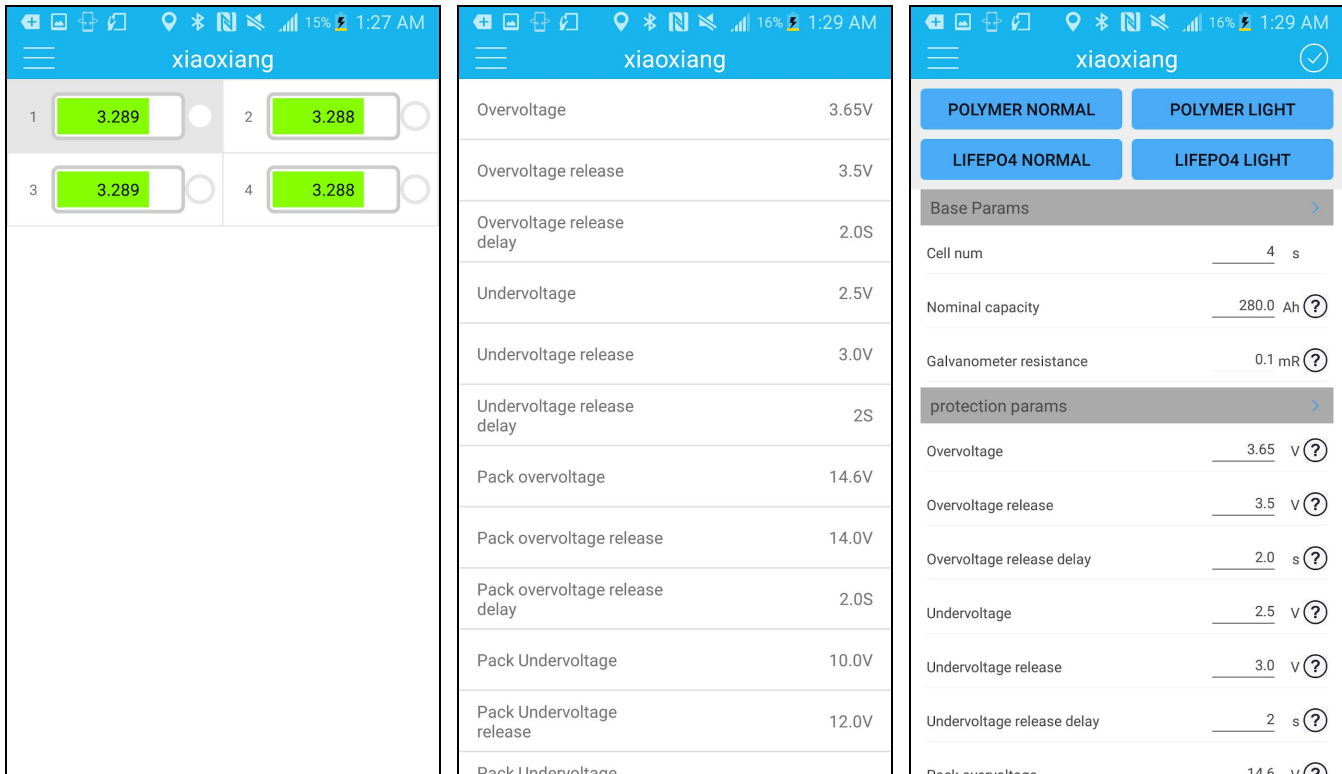 15% 1:27 AM
xiaoxiang
1 3.289 2 3.288
3 3.289 4 3.288
16% 1:29 AM
xiaoxiang
Overvoltage 3.65V
Overvoltage release 3.5V
Overvoltage release
delay 2.0S
Undervoltage 2.5V
Undervoltage release 3.0V
Undervoltage release
delay 2S
Pack overvoltage 14.6V
Pack overvoltage release 14.0V
Pack overvoltage release
delay 2.0S
Pack Undervoltage 10.0V
Pack Undervoltage
release 12.0V
Pack Undervoltage
16% 1:29 AM
xiaoxiang
POLYMER NORMAL POLYMER LIGHT
LIFEPO4 NORMAL LIFEPO4 LIGHT
Base Params >
Cell num 4 s
Nominal capacity 280.0 Ah ?
Galvanometer resistance 0.1 mR ?
protection params >
Overvoltage 3.65 V ?
Overvoltage release 3.5 V ?
Overvoltage release delay 2.0 s ?
Undervoltage 2.5 V ?
Undervoltage release 3.0 V ?
Undervoltage release delay 2 s ?
Pack overvoltage 14.6 V ?